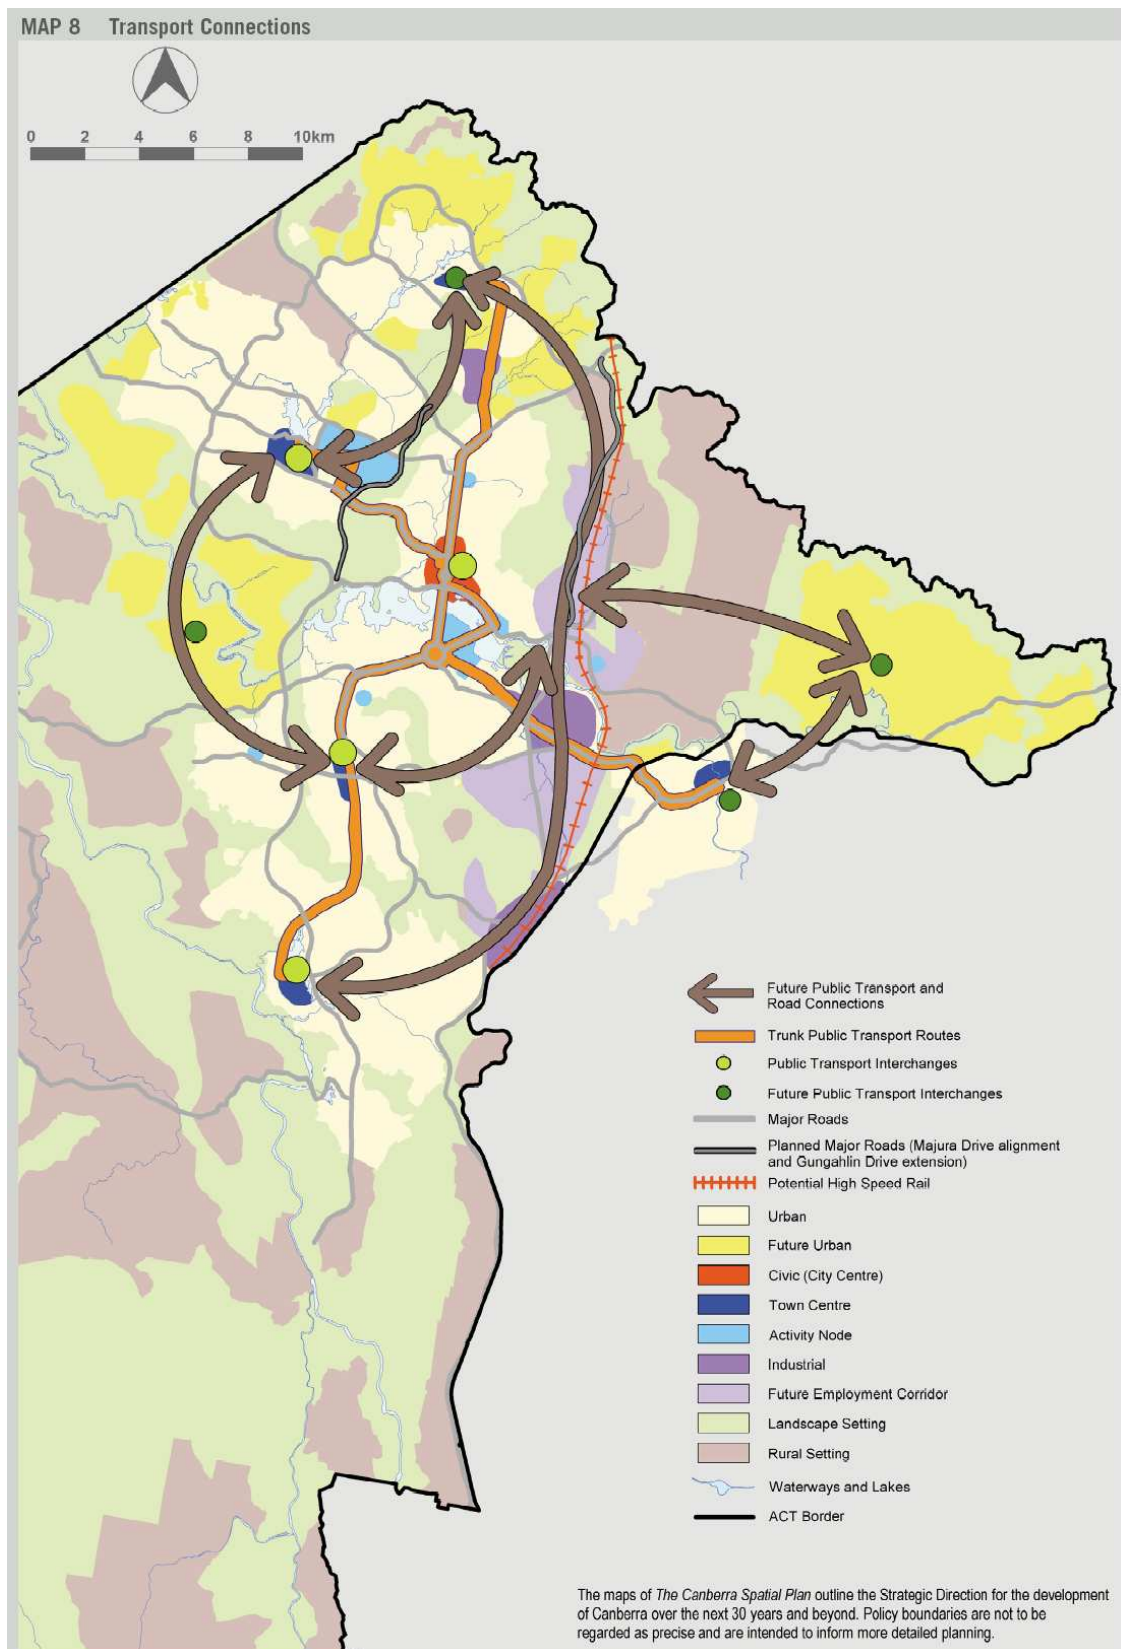 MAP 8 Transport Connections
0 2 4 6 8 10km
Future Public Transport and
Road Connections
Trunk Public Transport Routes
Public Transport Interchanges
Future Public Transport Interchanges
Major Roads
Planned Major Roads (Majura Drive alignment
and Gungahlin Drive extension)
Potential High Speed Rail
Urban
Future Urban
Civic (City Centre)
Town Centre
Activity Node
Industrial
Future Employment Corridor
Landscape Setting
Rural Setting
Waterways and Lakes
ACT Border
The maps of The Canberra Spatial Plan outline the Strategic Direction for the development
of Canberra over the next 30 years and beyond. Policy boundaries are not to be
regarded as precise and are intended to inform more detailed planning.